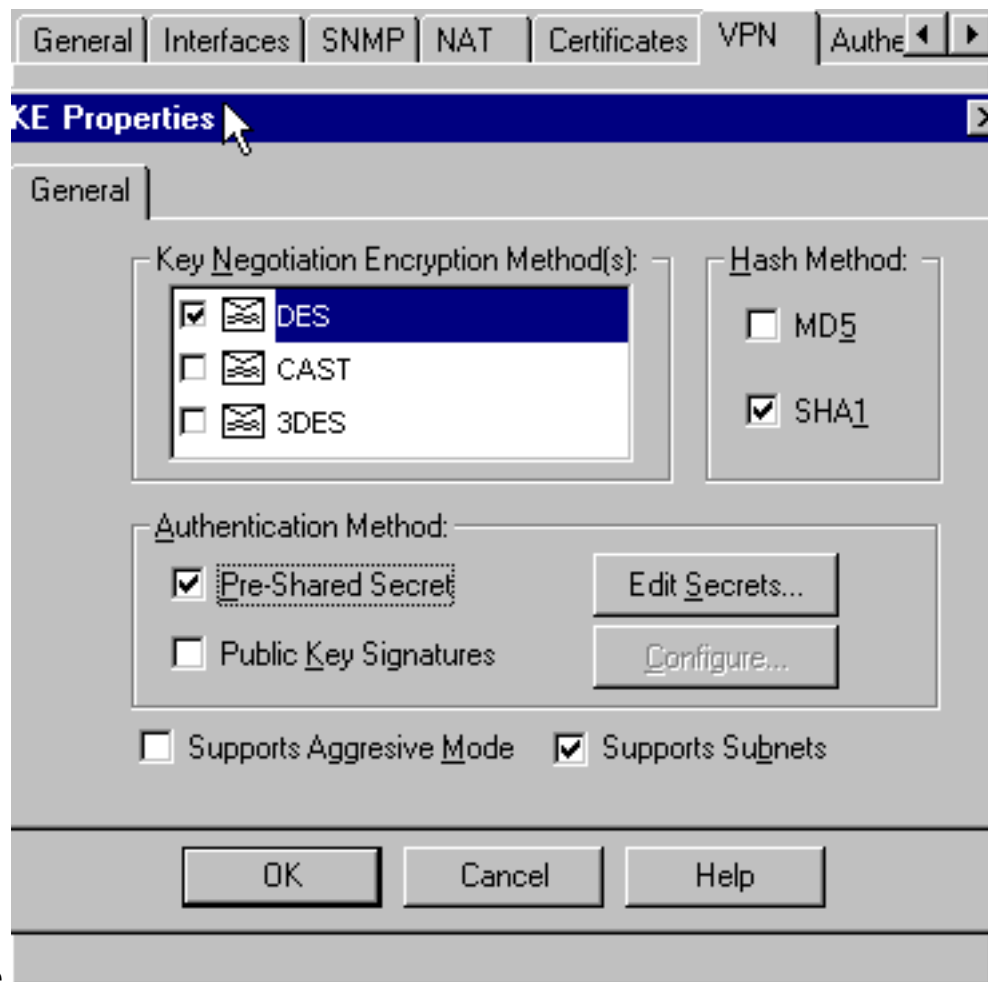 General Interfaces SNMP NAT Certificates VPN Authe
KE Properties
General
Key Negotiation Encryption Method(s): Hash Method:
DES
MD5
CAST
SHA1
3DES
Authentication Method:
Pre-Shared Secret Edit Secrets...
Public Key Signatures Configure...
Supports Aggresive Mode Supports Subnets
OK Cancel Help